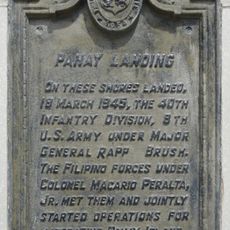 PANAY LANDING
ON THESE SHORES LANDED,
18 MARCH 1945, THE 40TH
INFANTRY DIVISION, 8TH
U.S. ARMY UNDER MAJOR
GENERAL RAPP BRUSH.
THE FILIPINO FORCES UNDER
COLONEL MACARIO PERALTA,
JR. MET THEM AND JOINTLY
STARTED OPERATIONS FOR